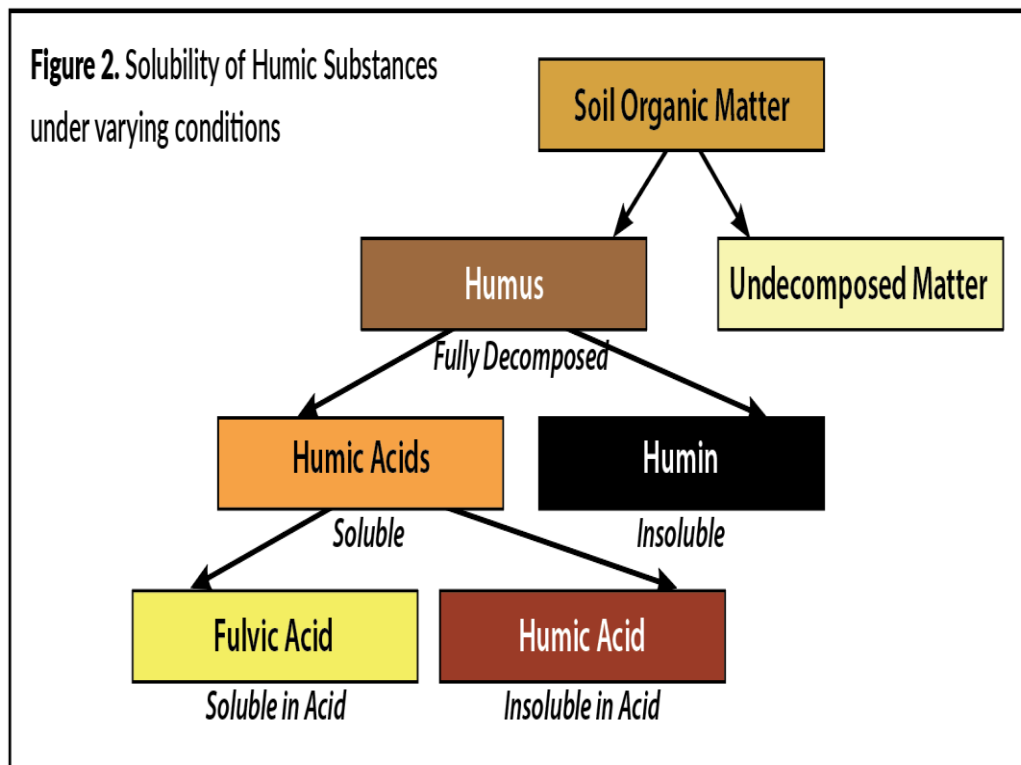 Figure 2. Solubility of Humic Substances
under varying conditions
Soil Organic Matter
Humus
Undecomposed Matter
Fully Decomposed
Humic Acids
Humin
Soluble
Insoluble
Fulvic Acid
Humic Acid
Soluble in Acid
Insoluble in Acid